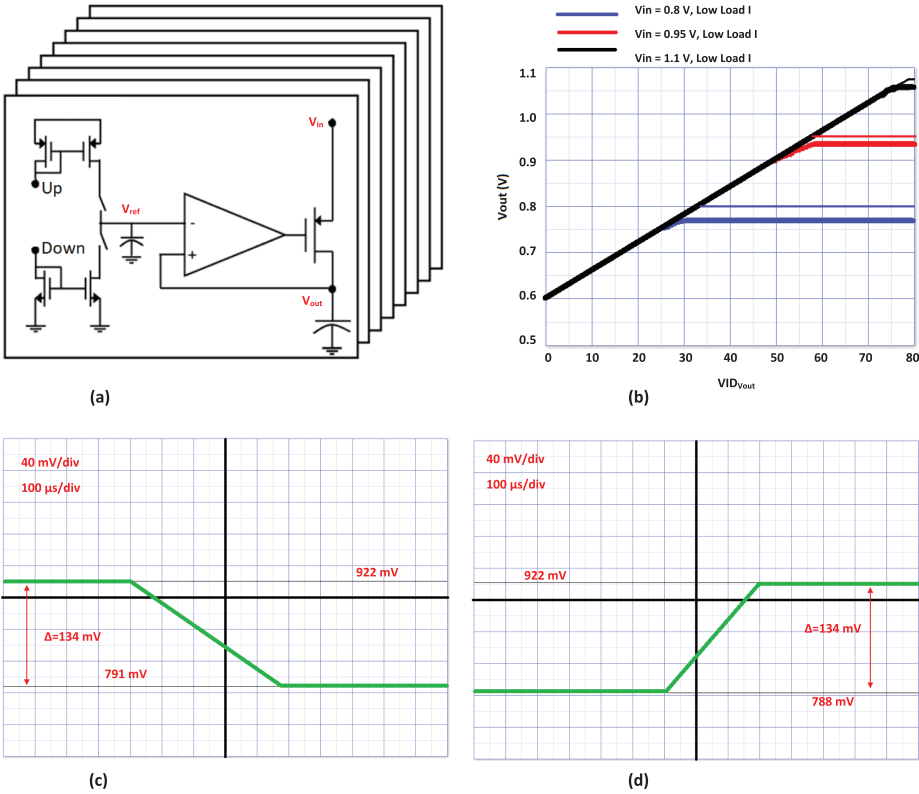 Vin
Up
Vref
-
Down
+
Vout
(a)
Vin = 0.8 V, Low Load I
Vin = 0.95 V, Low Load I
Vin = 1.1 V, Low Load I
1.1
1.0
0.9
0.8
0.7
0.6
0.5
Vout (V)
0 10 20 30 40 50 60 70 80
VIDVout
(b)
40 mV/div
100 µs/div
922 mV
Δ=134 mV
791 mV
(c)
40 mV/div
100 µs/div
922 mV
Δ=134 mV
788 mV
(d)